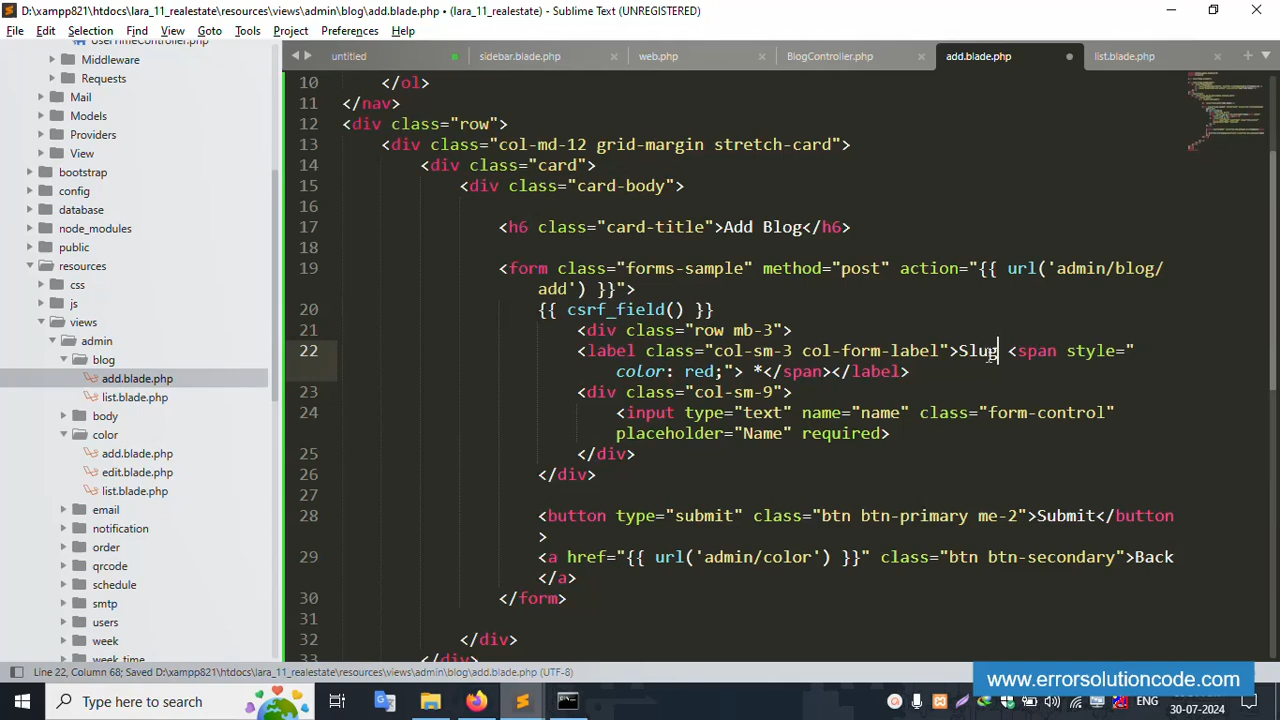 D:\xampp821\htdocs\lara_11_realestate\resources\views\admin\blog\add.blade.php • (lara_11_realestate) - Sublime Text (UNREGISTERED)
File Edit Selection Find View Goto Tools Project Preferences Help
UserTimeController.php
Middleware
Requests
Mail
Models
Providers
View
bootstrap
config
database
node_modules
public
resources
css
js
views
admin
blog
add.blade.php
list.blade.php
body
color
add.blade.php
edit.blade.php
list.blade.php
email
notification
order
qrcode
schedule
smtp
users
week
week_time
untitled sidebar.blade.php web.php BlogController.php add.blade.php list.blade.php
10 </ol>
11 </nav>
12 <div class="row">
13 <div class="col-md-12 grid-margin stretch-card">
14 <div class="card">
15 <div class="card-body">
16
17 <h6 class="card-title">Add Blog</h6>
18
19 <form class="forms-sample" method="post" action="{{ url('admin/blog/
add') }}">
20 {{ csrf_field() }}
21 <div class="row mb-3">
22 <label class="col-sm-3 col-form-label">Slug <span style="
color: red;"> *</span></label>
23 <div class="col-sm-9">
24 <input type="text" name="name" class="form-control"
placeholder="Name" required>
25 </div>
26 </div>
27
28 <button type="submit" class="btn btn-primary me-2">Submit</button
>
29 <a href="{{ url('admin/color') }}" class="btn btn-secondary">Back
</a>
30 </form>
31
32 </div>
33 </div>
Line 22, Column 68; Saved D:\xampp821\htdocs\lara_11_realestate\resources\views\admin\blog\add.blade.php (UTF-8)
www.errorsolutioncode.com
Type here to search
ENG
30-07-2024